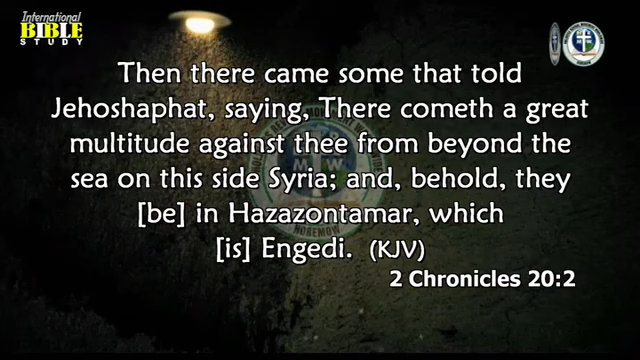 International
BIBLE
STUDY
Then there came some that told
Jehoshaphat, saying, There cometh a great
multitude against thee from beyond the
sea on this side Syria; and, behold, they
[be] in Hazazontamar, which
[is] Engedi. (KJV)
2 Chronicles 20:2